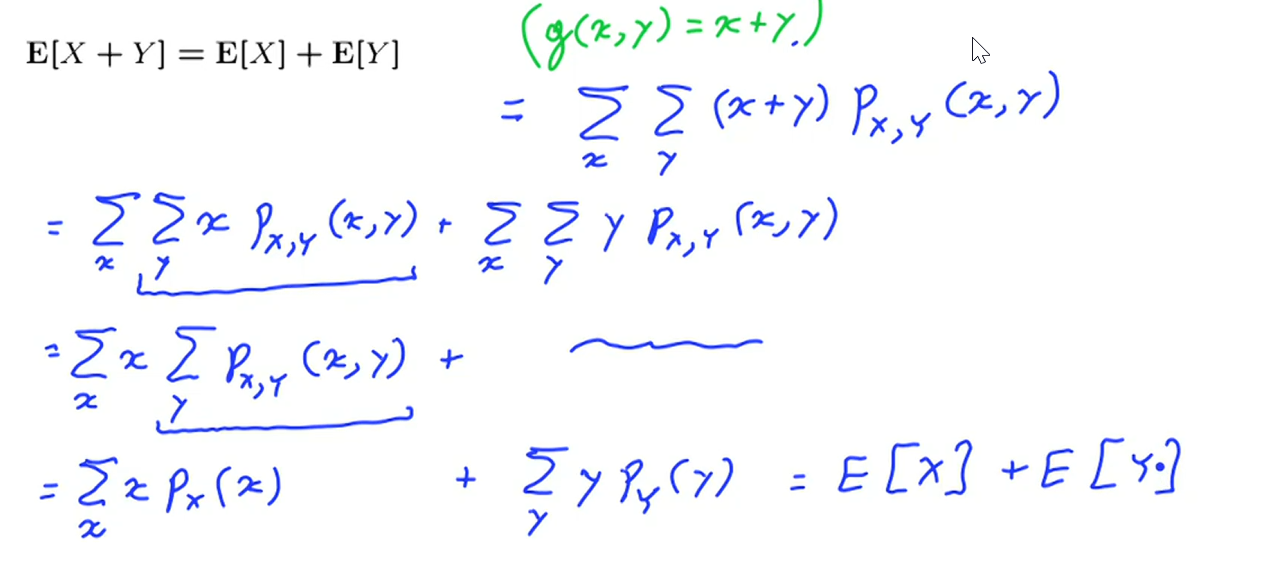 (g(x,y) = x+y.)
E[X + Y] = E[X] + E[Y]
= ∑_x ∑_y (x+y) P_{X,Y}(x,y)
= ∑_x ∑_y x P_{X,Y}(x,y) + ∑_x ∑_y y P_{X,Y}(x,y)
= ∑_x x ∑_y P_{X,Y}(x,y) +
= ∑_x x P_X(x) + ∑_y y P_Y(y) = E[X] + E[Y]